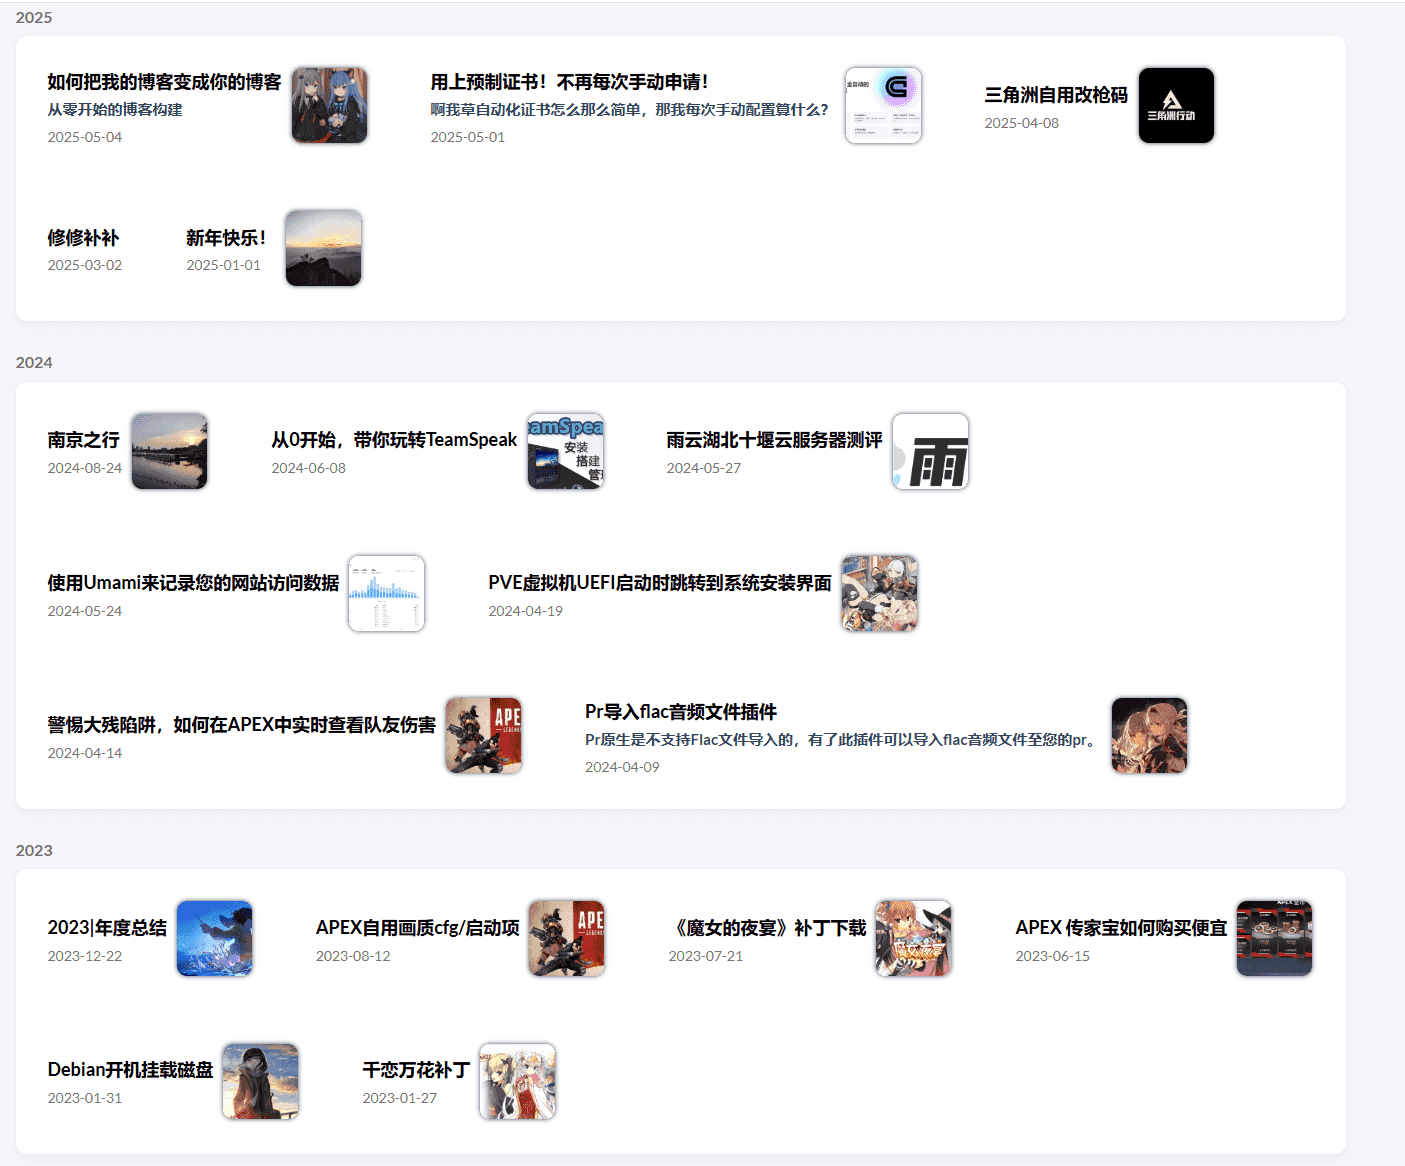 2025
如何把我的博客变成你的博客
从零开始的博客构建
2025-05-04
用上预制证书！不再每次手动申请！
啊我草自动化证书怎么那么简单，那我每次手动配置算什么？
2025-05-01
全自动的
三角洲自用改枪码
2025-04-08
三角洲行动
修修补补
2025-03-02
新年快乐！
2025-01-01
2024
南京之行
2024-08-24
从0开始，带你玩转TeamSpeak
2024-06-08
eamSpea
安装
搭建
管理
雨云湖北十堰云服务器测评
2024-05-27
雨
使用Umami来记录您的网站访问数据
2024-05-24
PVE虚拟机UEFI启动时跳转到系统安装界面
2024-04-19
警惕大残陷阱，如何在APEX中实时查看队友伤害
2024-04-14
APE
LEGEND
Pr导入flac音频文件插件
Pr原生是不支持Flac文件导入的，有了此插件可以导入flac音频文件至您的pr。
2024-04-09
2023
2023|年度总结
2023-12-22
APEX自用画质cfg/启动项
2023-08-12
APE
LEGEND
《魔女的夜宴》补丁下载
2023-07-21
魔女的夜宴
APEX 传家宝如何购买便宜
2023-06-15
Debian开机挂载磁盘
2023-01-31
千恋万花补丁
2023-01-27